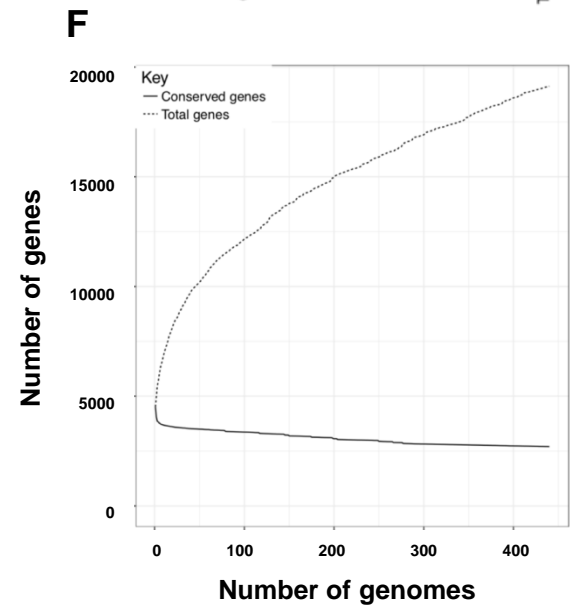 F
20000
Key
Conserved genes
Total genes
15000
10000
5000
0
Number of genes
0 100 200 300 400
Number of genomes